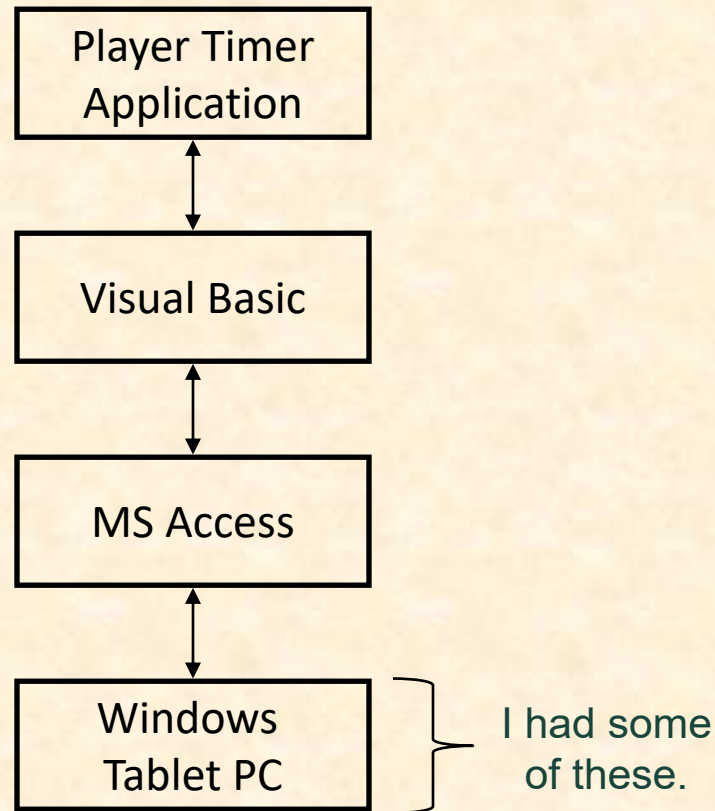 Player Timer
Application
Visual Basic
MS Access
Windows
Tablet PC
I had some
of these.